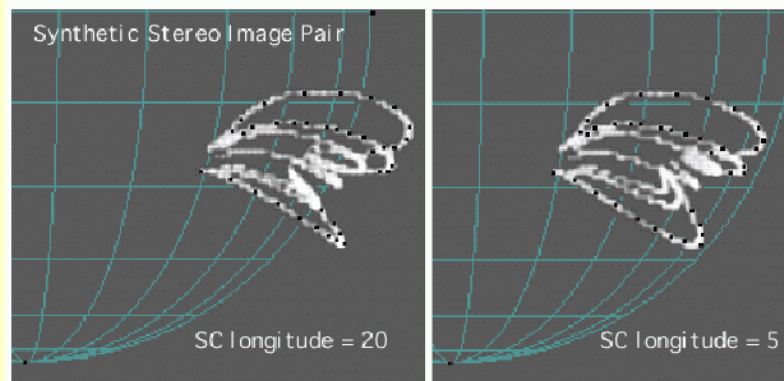 Synthetic Stereo Image Pair
SC longitude = 20
SC longitude = 5